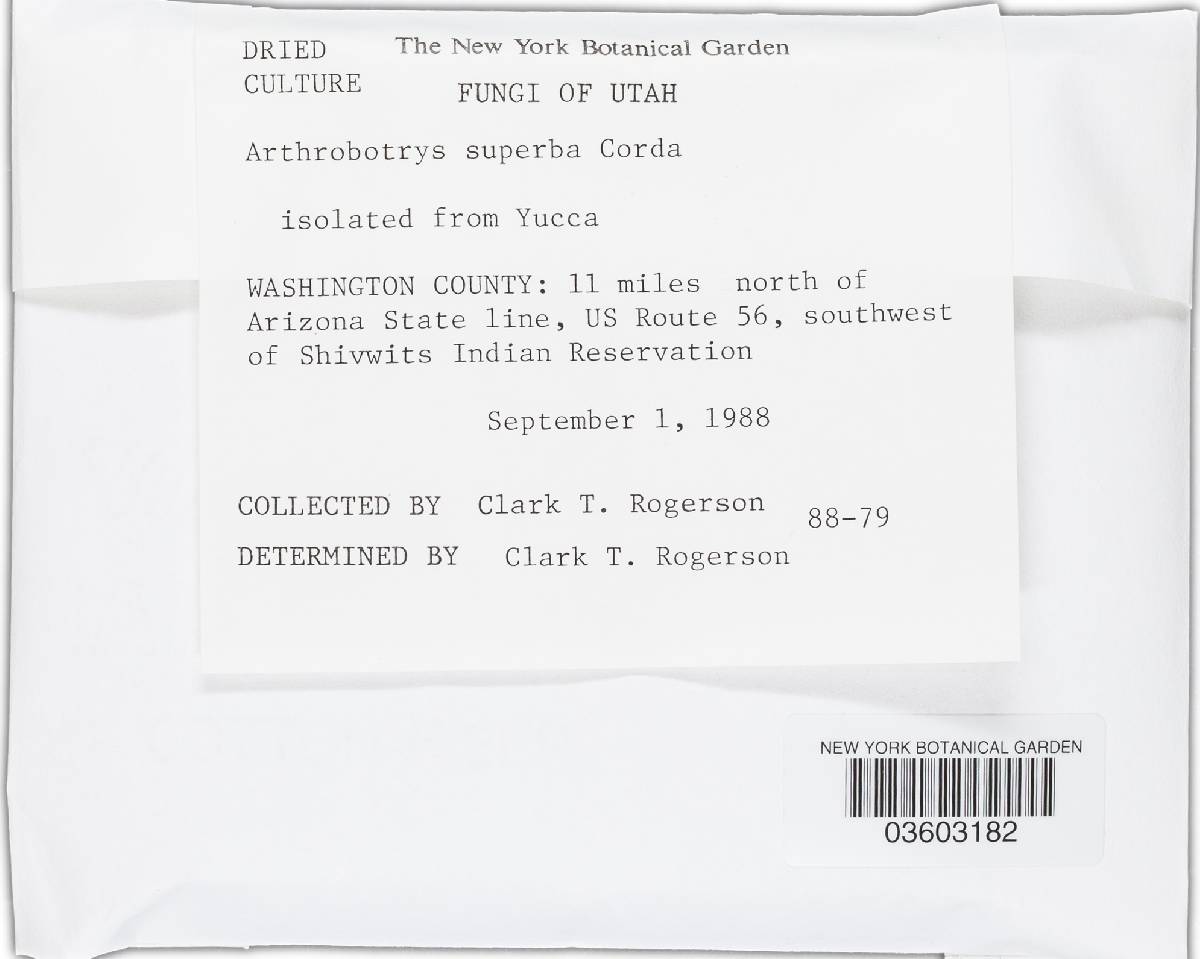 DRIED The New York Botanical Garden
CULTURE FUNGI OF UTAH
Arthrobotrys superba Corda
isolated from Yucca
WASHINGTON COUNTY: 11 miles north of
Arizona State line, US Route 56, southwest
of Shivwits Indian Reservation
September 1, 1988
COLLECTED BY Clark T. Rogerson 88-79
DETERMINED BY Clark T. Rogerson
NEW YORK BOTANICAL GARDEN
03603182